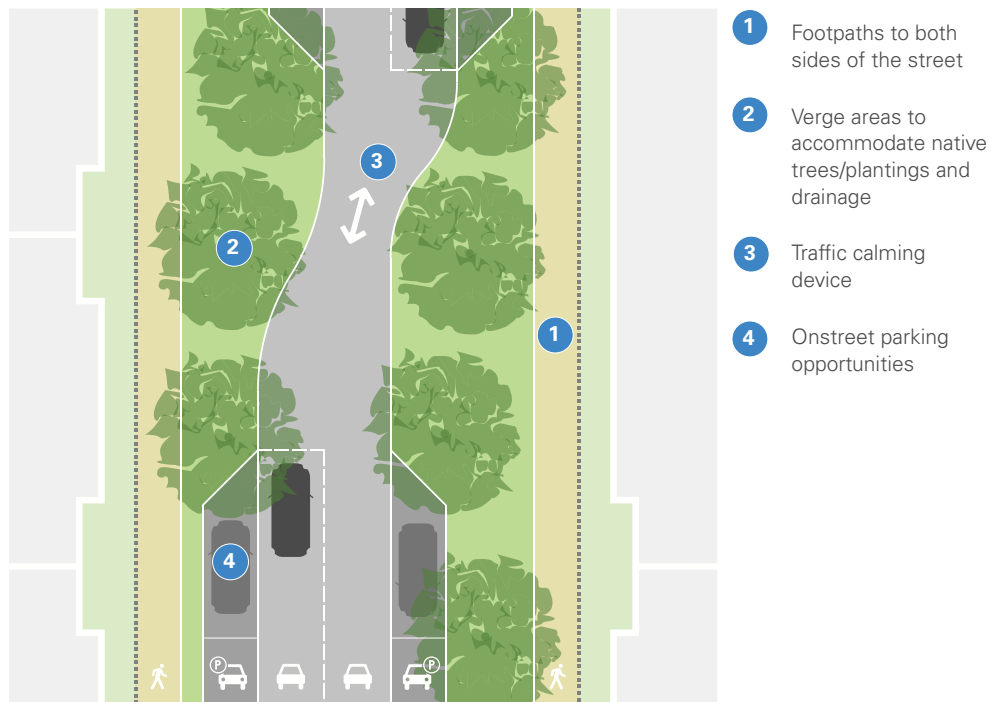 1
Footpaths to both
sides of the street
2
Verge areas to
accommodate native
trees/plantings and
drainage
3
Traffic calming
device
4
Onstreet parking
opportunities
3
2
1
4
P
P